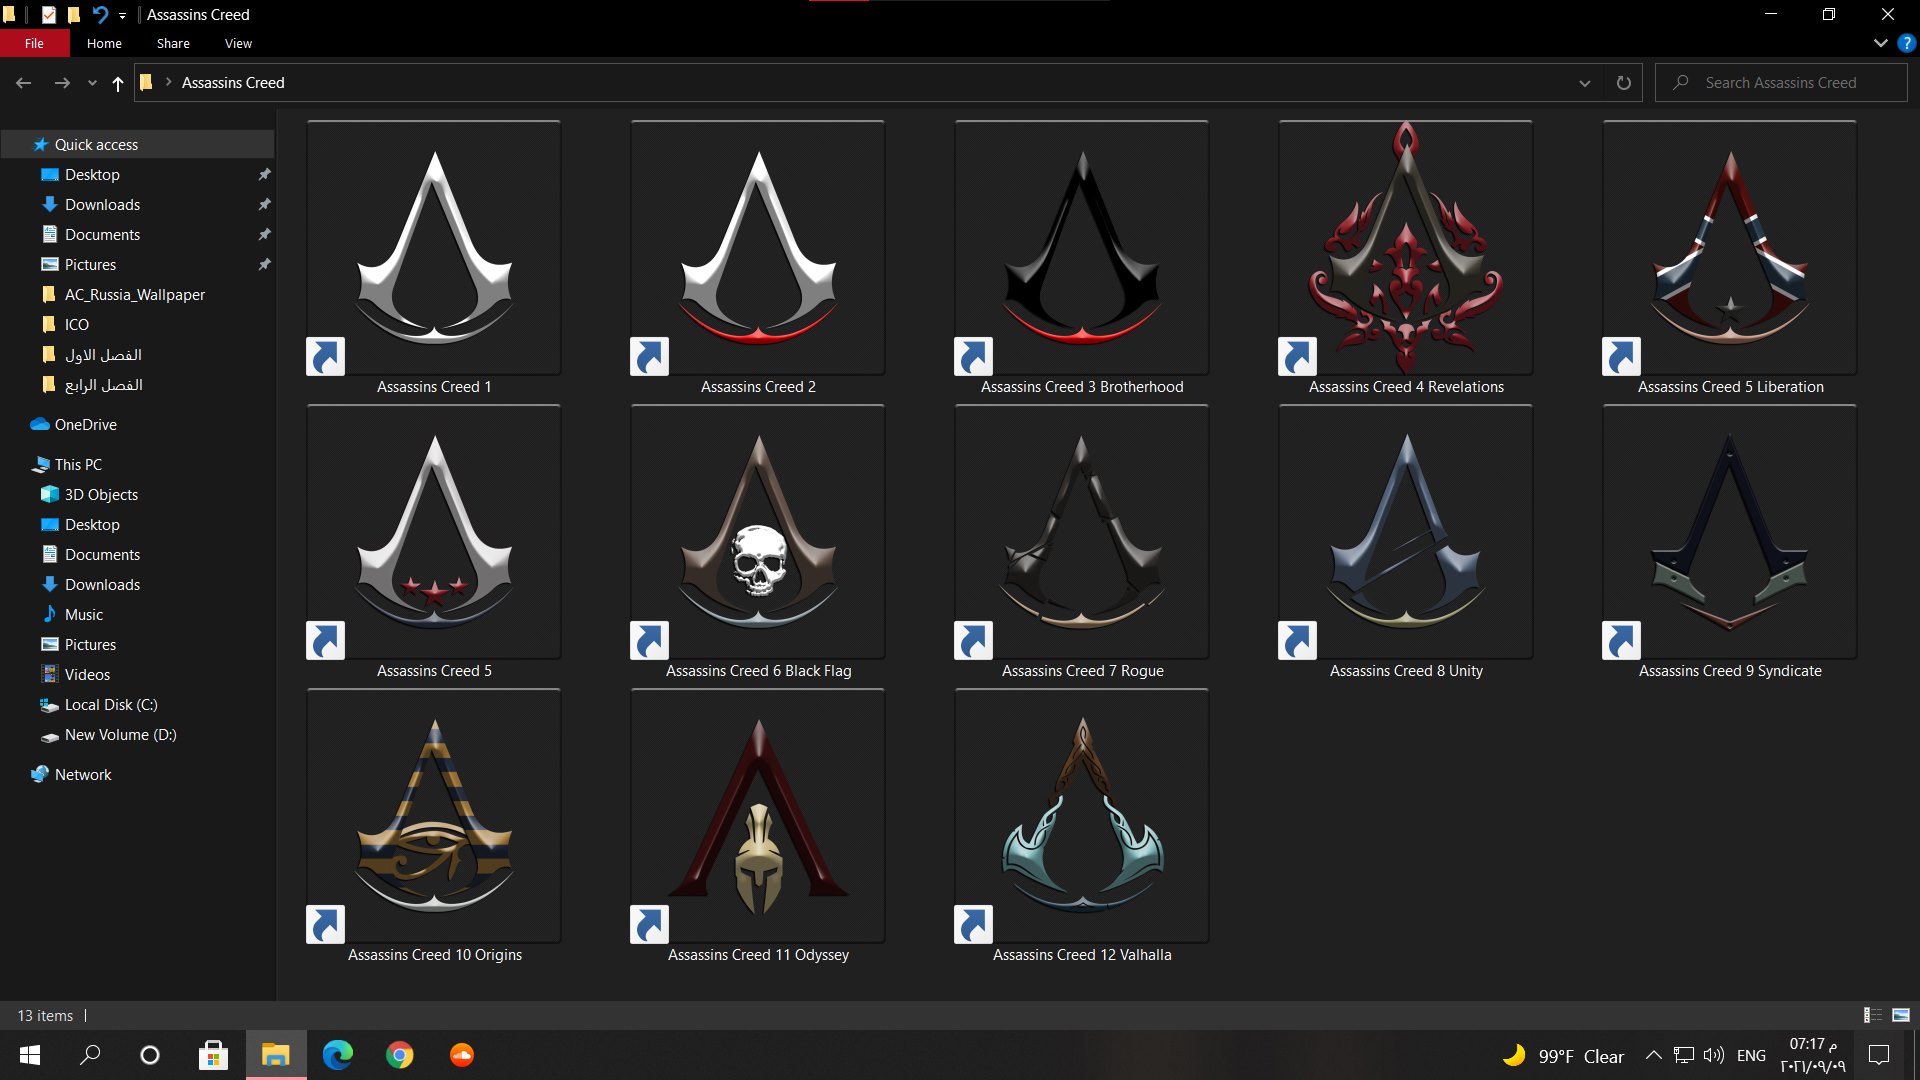 Assassins Creed
File
Home
Share
View
?
Assassins Creed
Search Assassins Creed
Quick access
Desktop
Downloads
Documents
Pictures
AC_Russia_Wallpaper
ICO
الفصل الاول
الفصل الرابع
OneDrive
This PC
3D Objects
Desktop
Documents
Downloads
Music
Pictures
Videos
Local Disk (C:)
New Volume (D:)
Network
Assassins Creed 1
Assassins Creed 2
Assassins Creed 3 Brotherhood
Assassins Creed 4 Revelations
Assassins Creed 5 Liberation
Assassins Creed 5
Assassins Creed 6 Black Flag
Assassins Creed 7 Rogue
Assassins Creed 8 Unity
Assassins Creed 9 Syndicate
Assassins Creed 10 Origins
Assassins Creed 11 Odyssey
Assassins Creed 12 Valhalla
13 items
99°F Clear
ENG
07:17 م
٢٠٢١/٠٩/٠٩